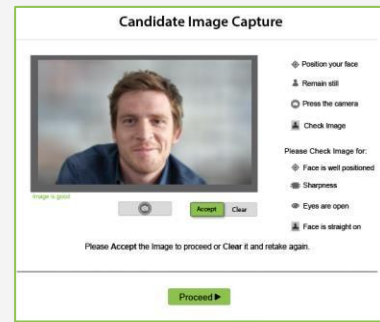 Candidate Image Capture
Position your face
Remain still
Press the camera
Check Image
Please Check Image for:
Face is well positioned
Sharpness
Eyes are open
Face is straight on
Image is good
Accept Clear
Please Accept the Image to proceed or Clear it and retake again.
Proceed